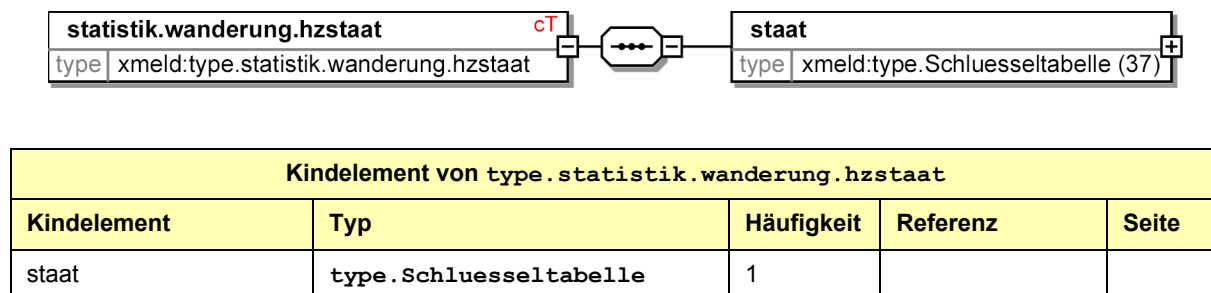 statistik.wanderung.hzstaat cT
type xmeld:type.statistik.wanderung.hzstaat
staat
type xmeld:type.Schluesseltabelle (37)
Kindelement von type.statistik.wanderung.hzstaat
Kindelement Typ Häufigkeit Referenz Seite
staat type.Schluesseltabelle 1